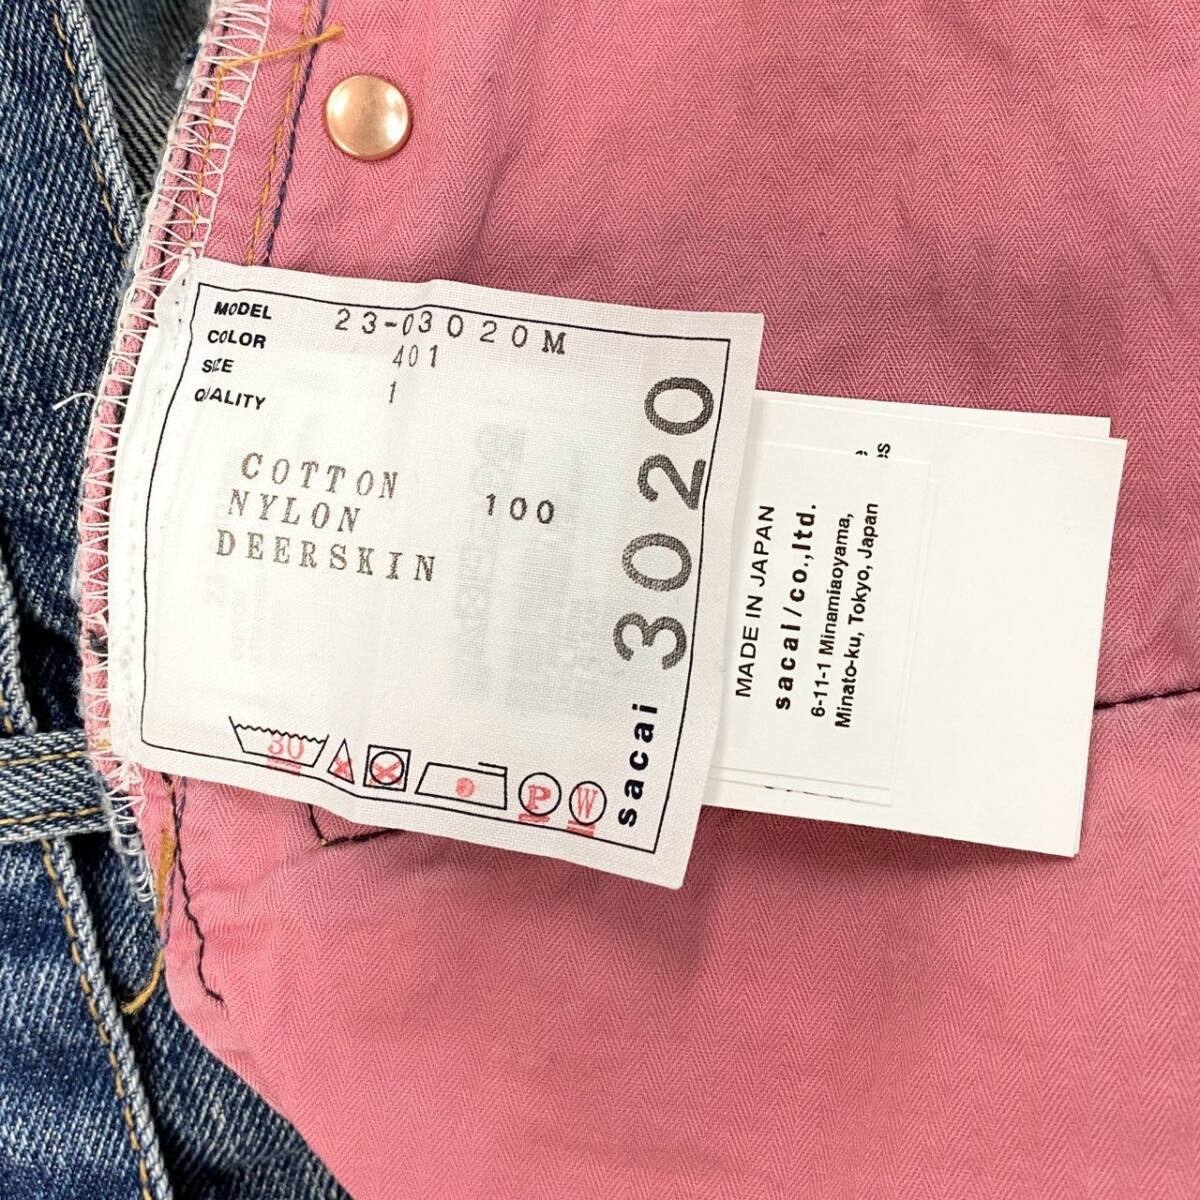 MODEL 23-03020M
COLOR 401
SIZE 1
QUALITY
COTTON 100
NYLON
DEERSKIN
30
P
W
sacai 3020
MADE IN JAPAN
sacai/co.,ltd.
6-11-1 Minamiaoyama,
Minato-ku, Tokyo, Japan